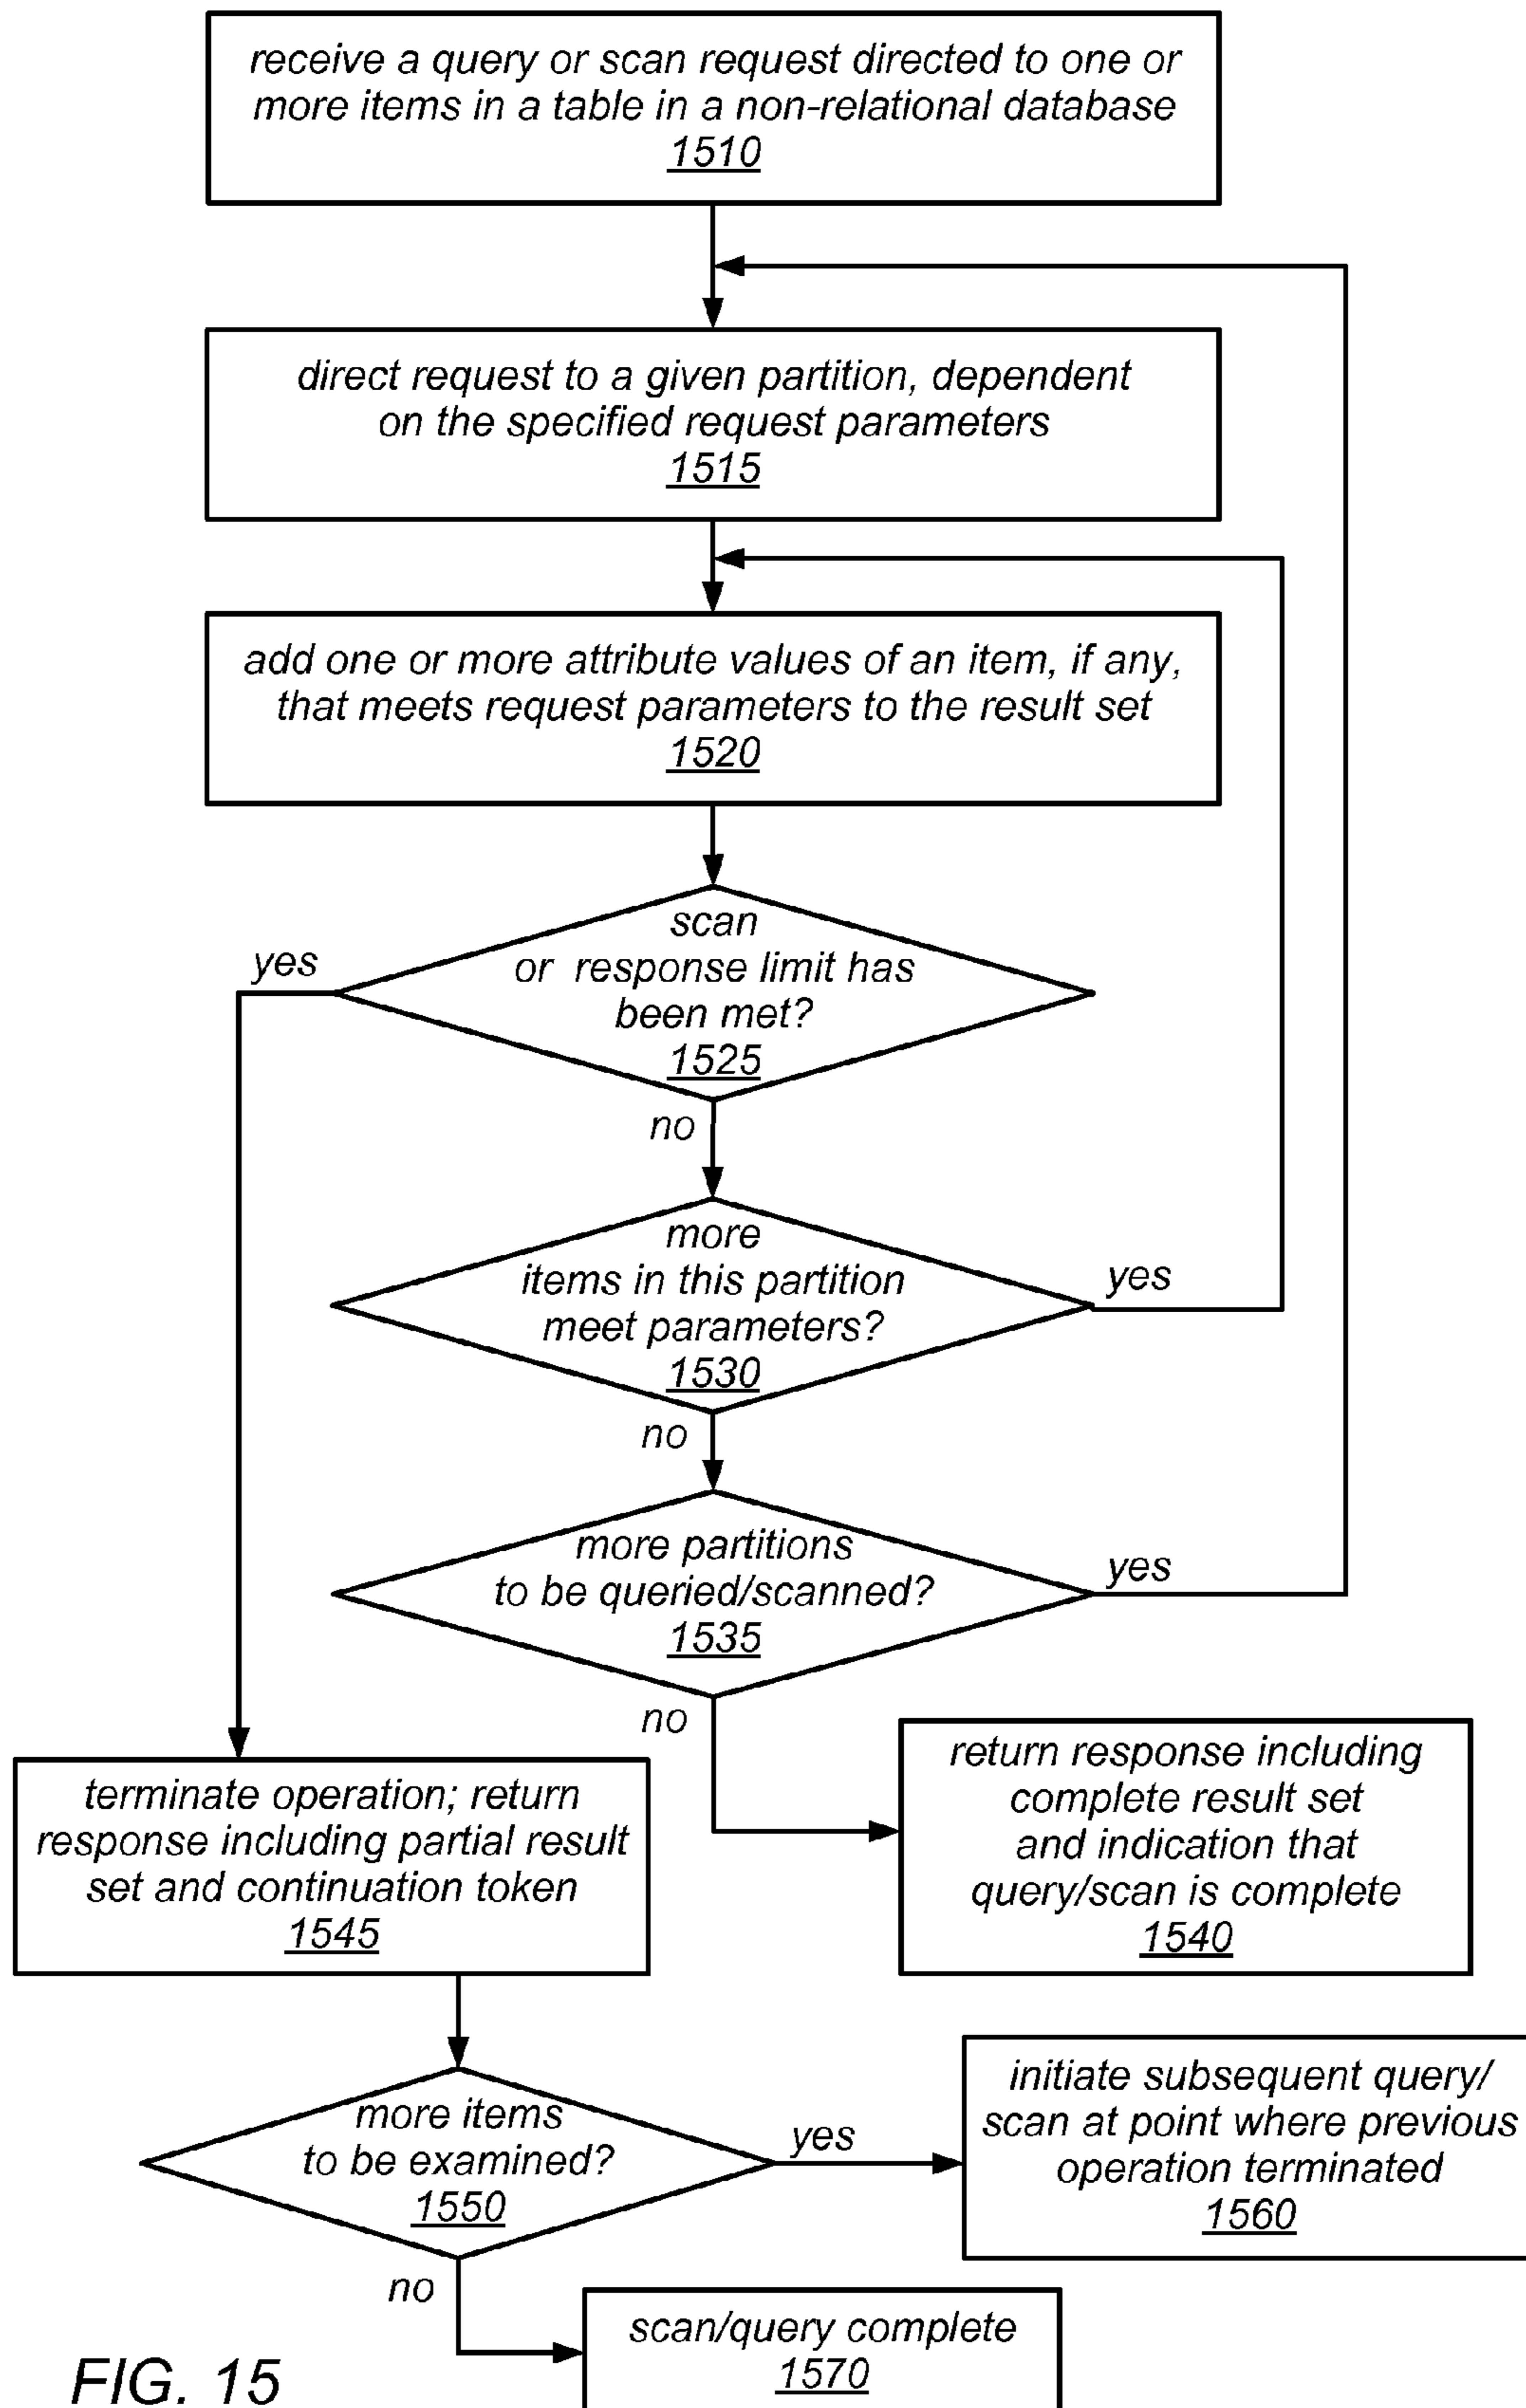 receive a query or scan request directed to one or
more items in a table in a non-relational database
1510
direct request to a given partition, dependent
on the specified request parameters
1515
add one or more attribute values of an item, if any,
that meets request parameters to the result set
1520
scan
or response limit has
been met?
1525
yes
no
more
items in this partition
meet parameters?
1530
yes
no
more partitions
to be queried/scanned?
1535
yes
no
return response including
complete result set
and indication that
query/scan is complete
1540
terminate operation; return
response including partial result
set and continuation token
1545
more items
to be examined?
1550
yes
initiate subsequent query/
scan at point where previous
operation terminated
1560
no
scan/query complete
1570
FIG. 15